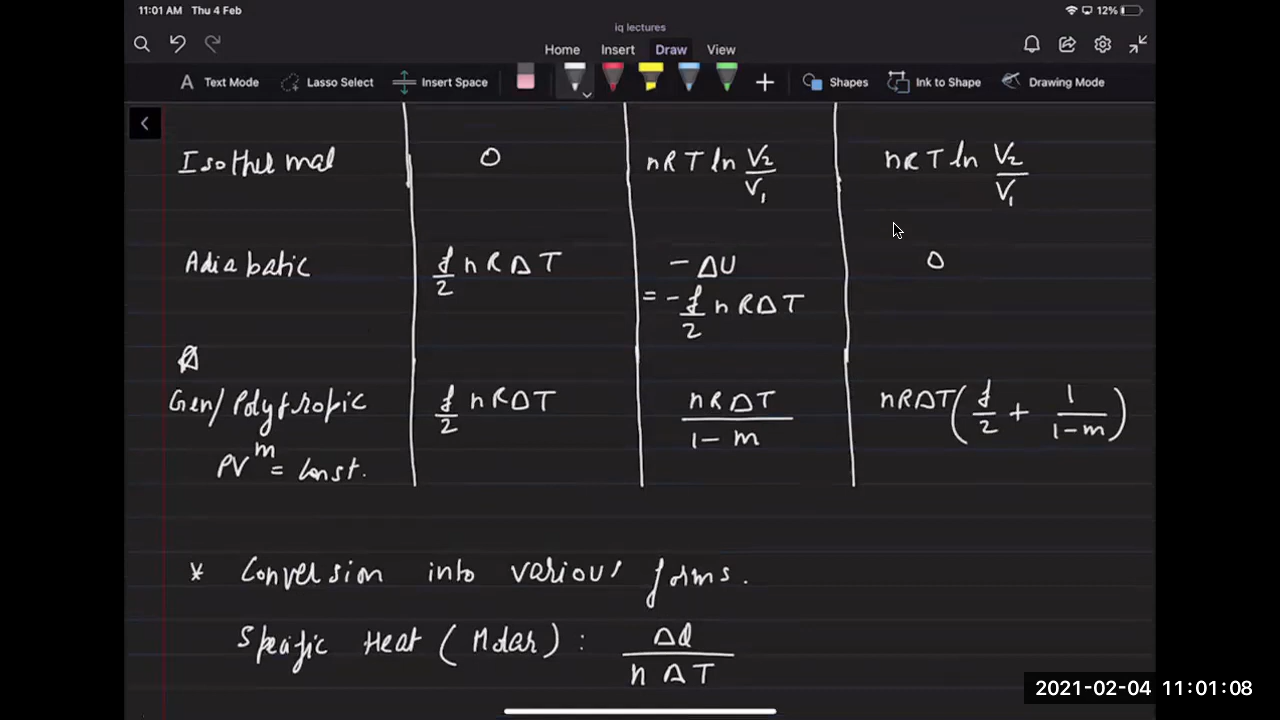 11:01 AM Thu 4 Feb 12%
iq lectures
Home Insert Draw View
Text Mode Lasso Select Insert Space Shapes Ink to Shape Drawing Mode
Isothermal 0 nRT ln V2/V1 nRT ln V2/V1
Adiabatic f/2 nRΔT -ΔU 0
= -f/2 nRΔT
Gen/Polytropic f/2 nRΔT nRΔT/(1-m) nRΔT(f/2 + 1/(1-m))
PV^m = Const.
* Conversion into various forms.
Specific Heat (Molar) : ΔQ/(nΔT)
2021-02-04 11:01:08